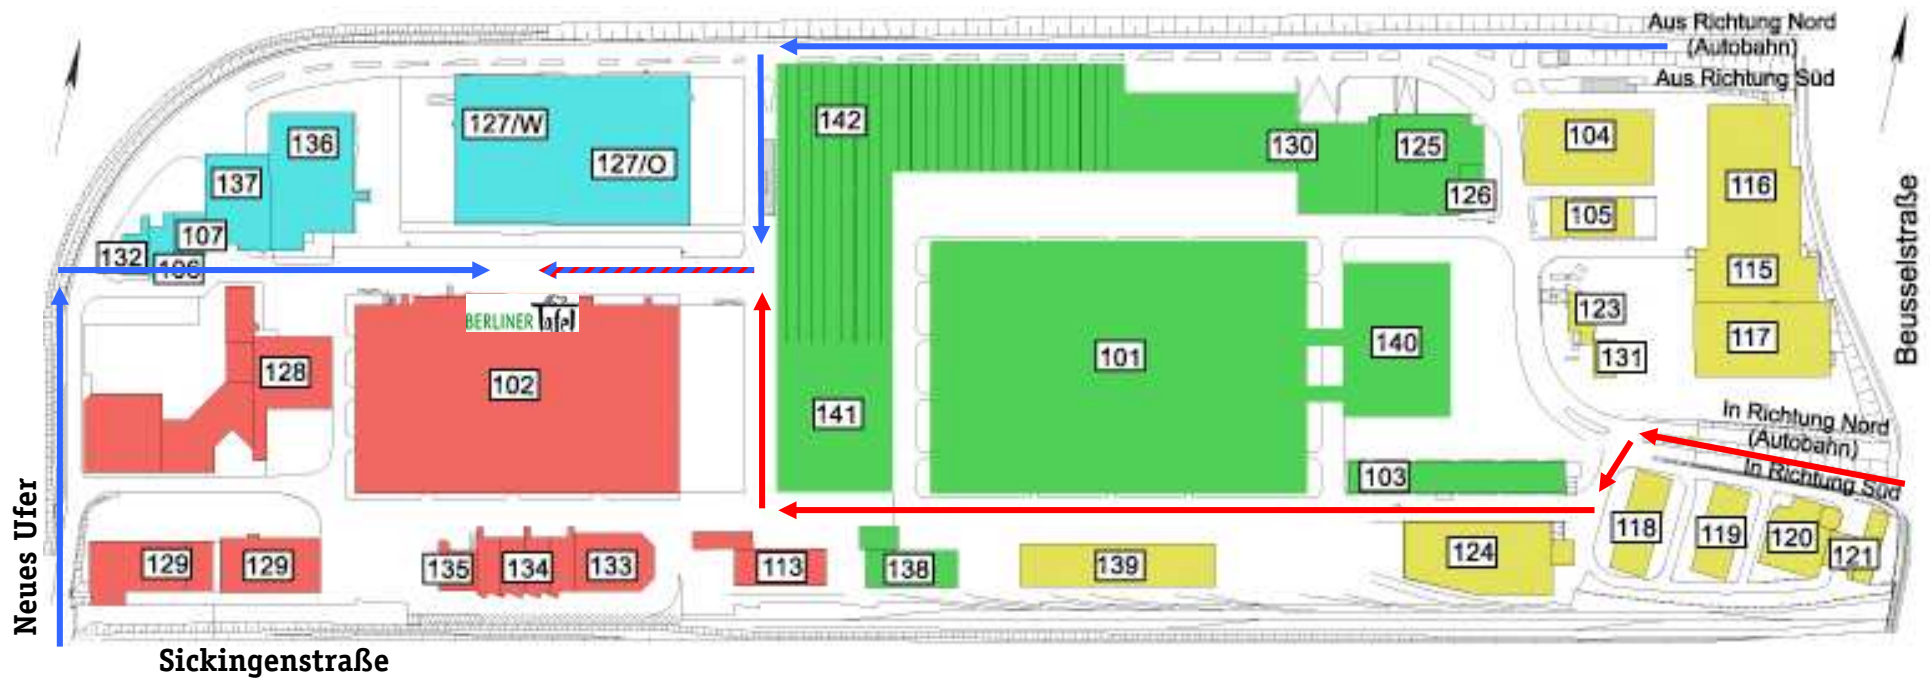 Aus Richtung Nord
(Autobahn)
Aus Richtung Süd
142
127/W
127/O
136
137
107
132
106
130
125
126
104
105
116
115
117
123
131
Beusselstraße
BERLINER Tafel
128
102
101
140
141
103
In Richtung Nord
(Autobahn)
In Richtung Süd
118
119
120
121
124
139
138
113
133
134
135
129
129
Neues Ufer
Sickingenstraße